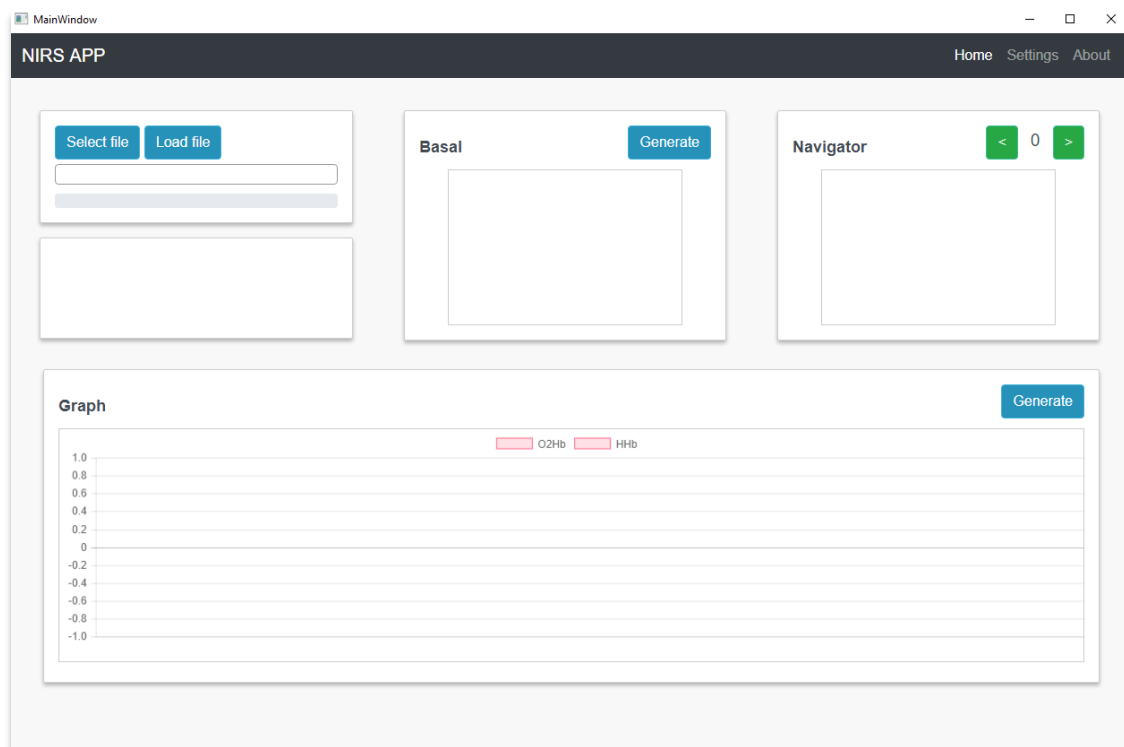 MainWindow
NIRS APP Home Settings About
Select file Load file
Basal Generate
Navigator < 0 >
Graph Generate
O2Hb HHb
1.0
0.8
0.6
0.4
0.2
0
-0.2
-0.4
-0.6
-0.8
-1.0